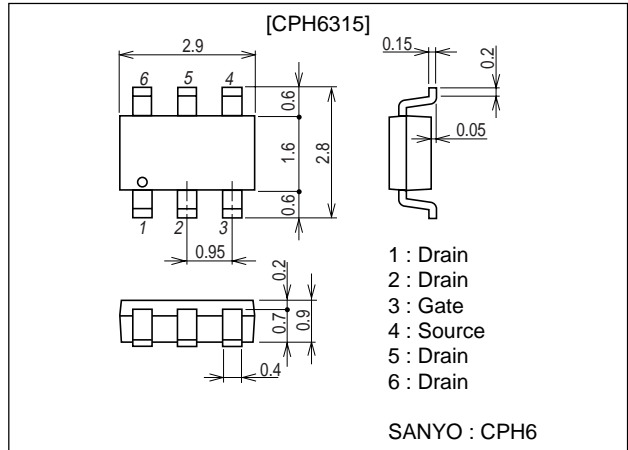 [CPH6315]
2.9
0.15
0.2
6 5 4
0.6
1.6
2.8
0.05
0.6
1 2 3
0.95
0.2
0.7
0.9
0.4
1 : Drain
2 : Drain
3 : Gate
4 : Source
5 : Drain
6 : Drain
SANYO : CPH6